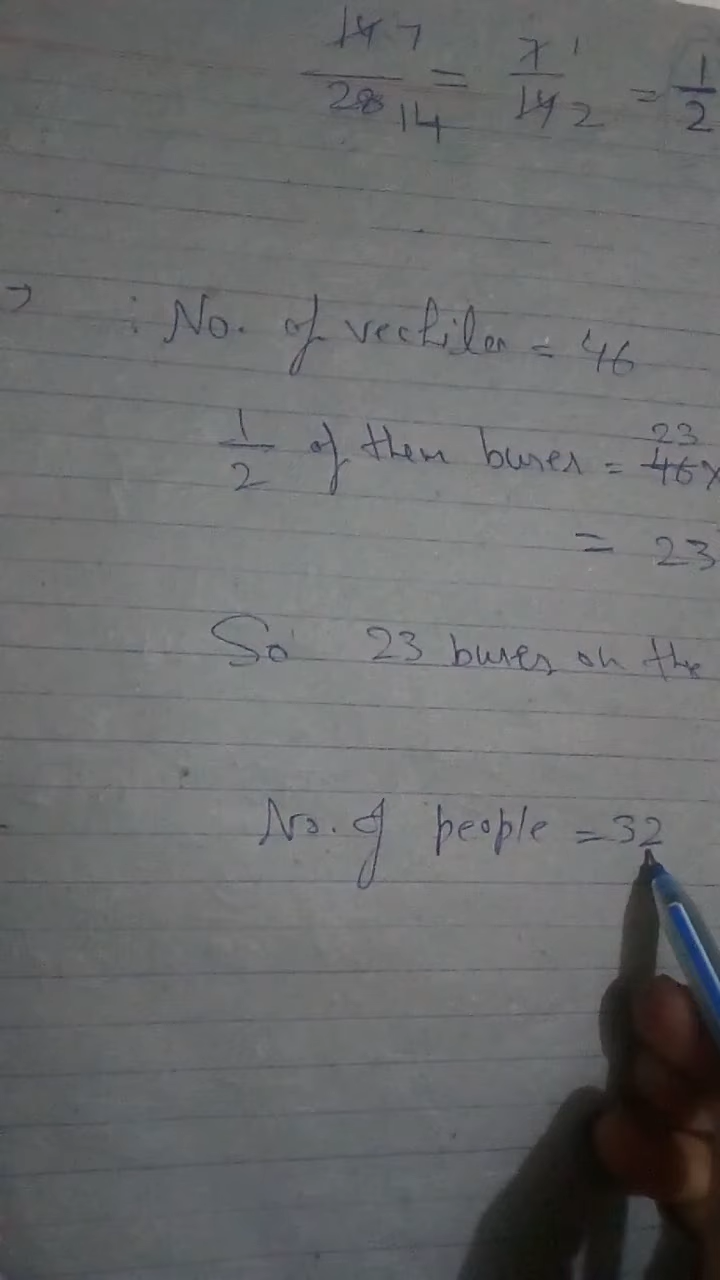 14 7 / 28 14 = 7 1 / 14 2 = 1/2
: No. of vechiles = 46
1/2 of them buses = 23 46 x
= 23
So 23 buses on the
No. of people = 32